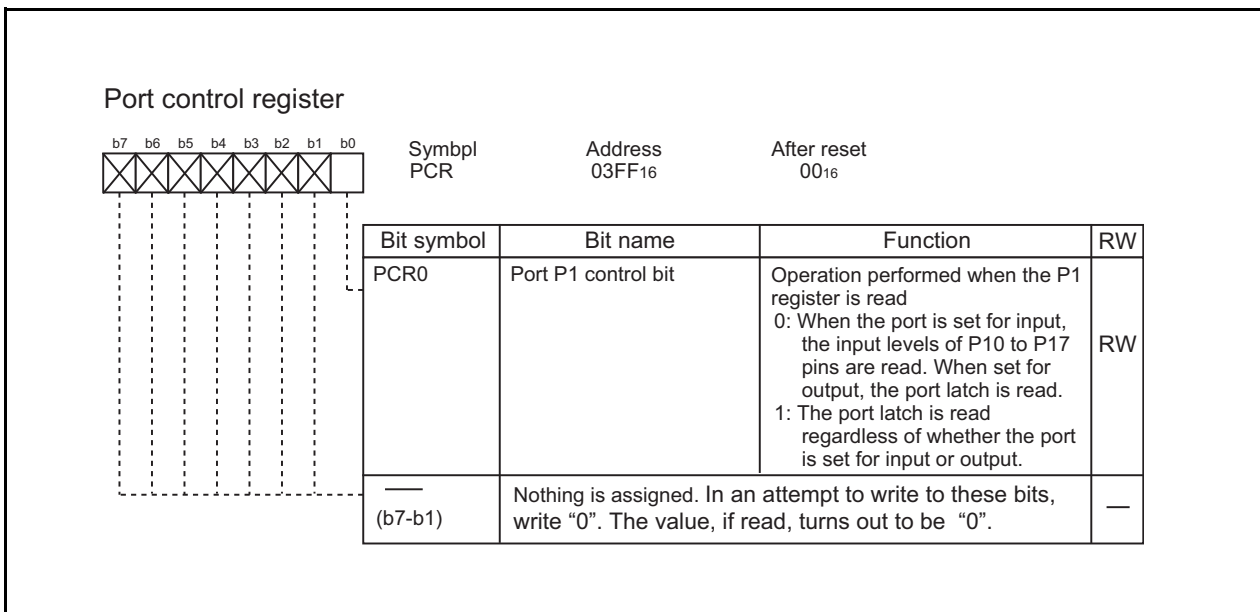 Port control register
b7 b6 b5 b4 b3 b2 b1 b0
Symbpl Address After reset
PCR 03FF16 0016
Bit symbol Bit name Function RW
PCR0 Port P1 control bit Operation performed when the P1
register is read
0: When the port is set for input,
the input levels of P10 to P17
pins are read. When set for
output, the port latch is read.
1: The port latch is read
regardless of whether the port
is set for input or output.
RW
—
(b7-b1)
Nothing is assigned. In an attempt to write to these bits,
write “0”. The value, if read, turns out to be “0”.
—